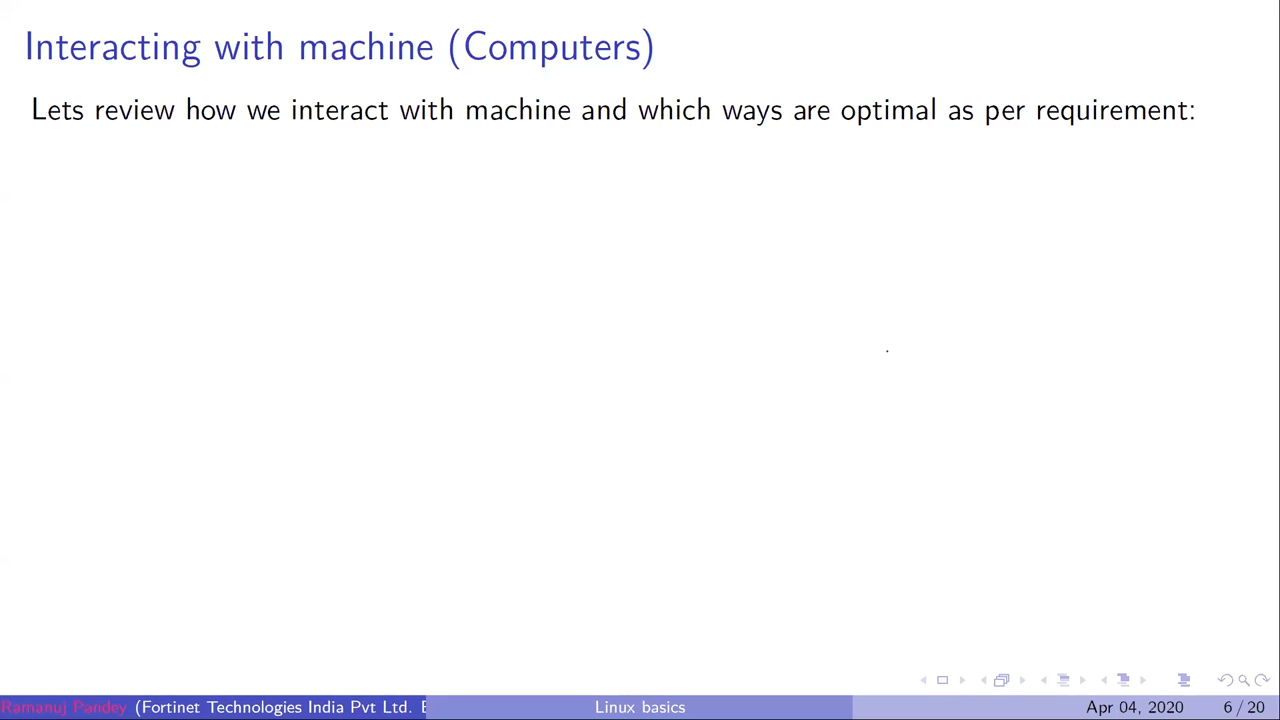 Interacting with machine (Computers)
Lets review how we interact with machine and which ways are optimal as per requirement:
Ramanuj Pandey (Fortinet Technologies India Pvt Ltd. Linux basics Apr 04, 2020 6 / 20